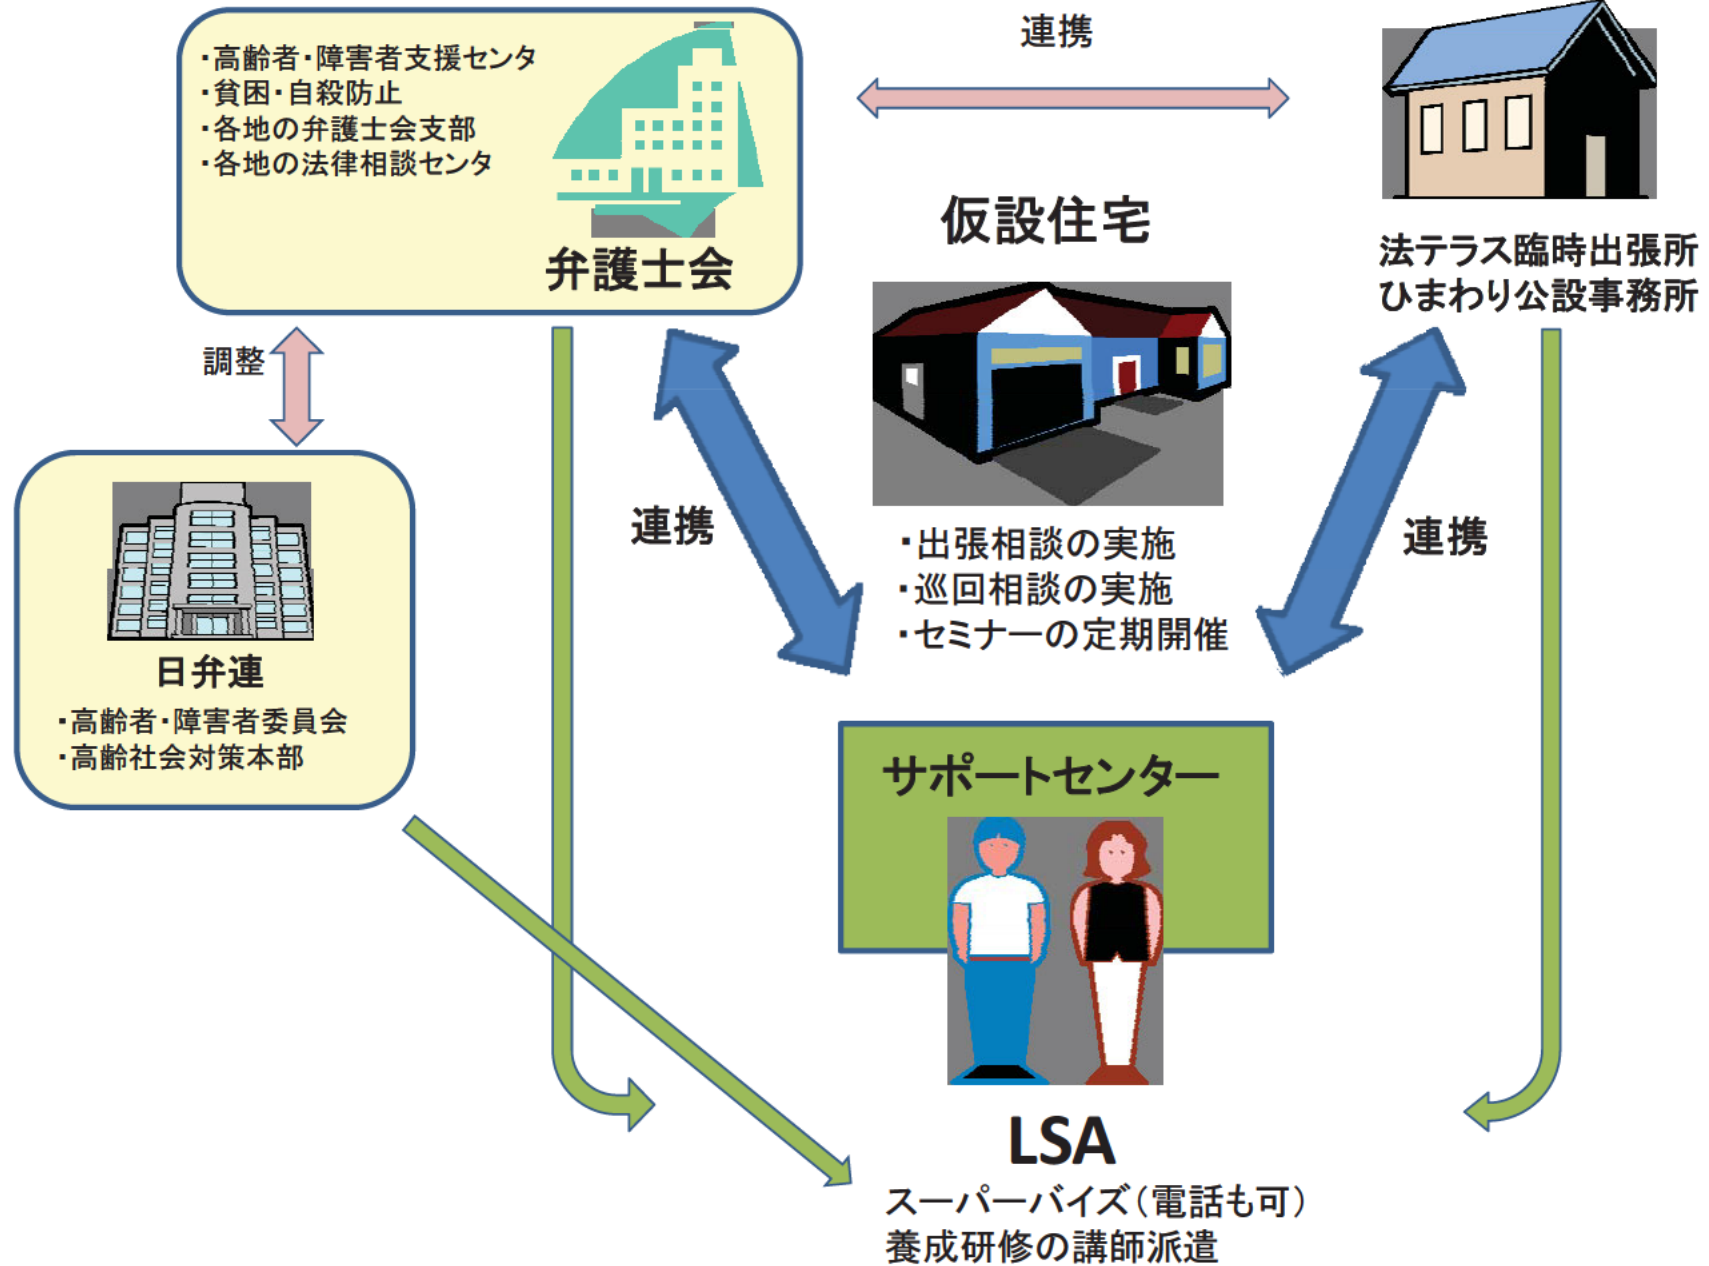 ・高齢者・障害者支援センタ
・貧困・自殺防止
・各地の弁護士会支部
・各地の法律相談センタ
弁護士会
連携
法テラス臨時出張所
ひまわり公設事務所
仮設住宅
調整
連携
・出張相談の実施
・巡回相談の実施
・セミナーの定期開催
連携
日弁連
・高齢者・障害者委員会
・高齢社会対策本部
サポートセンター
LSA
スーパーバイズ（電話も可）
養成研修の講師派遣